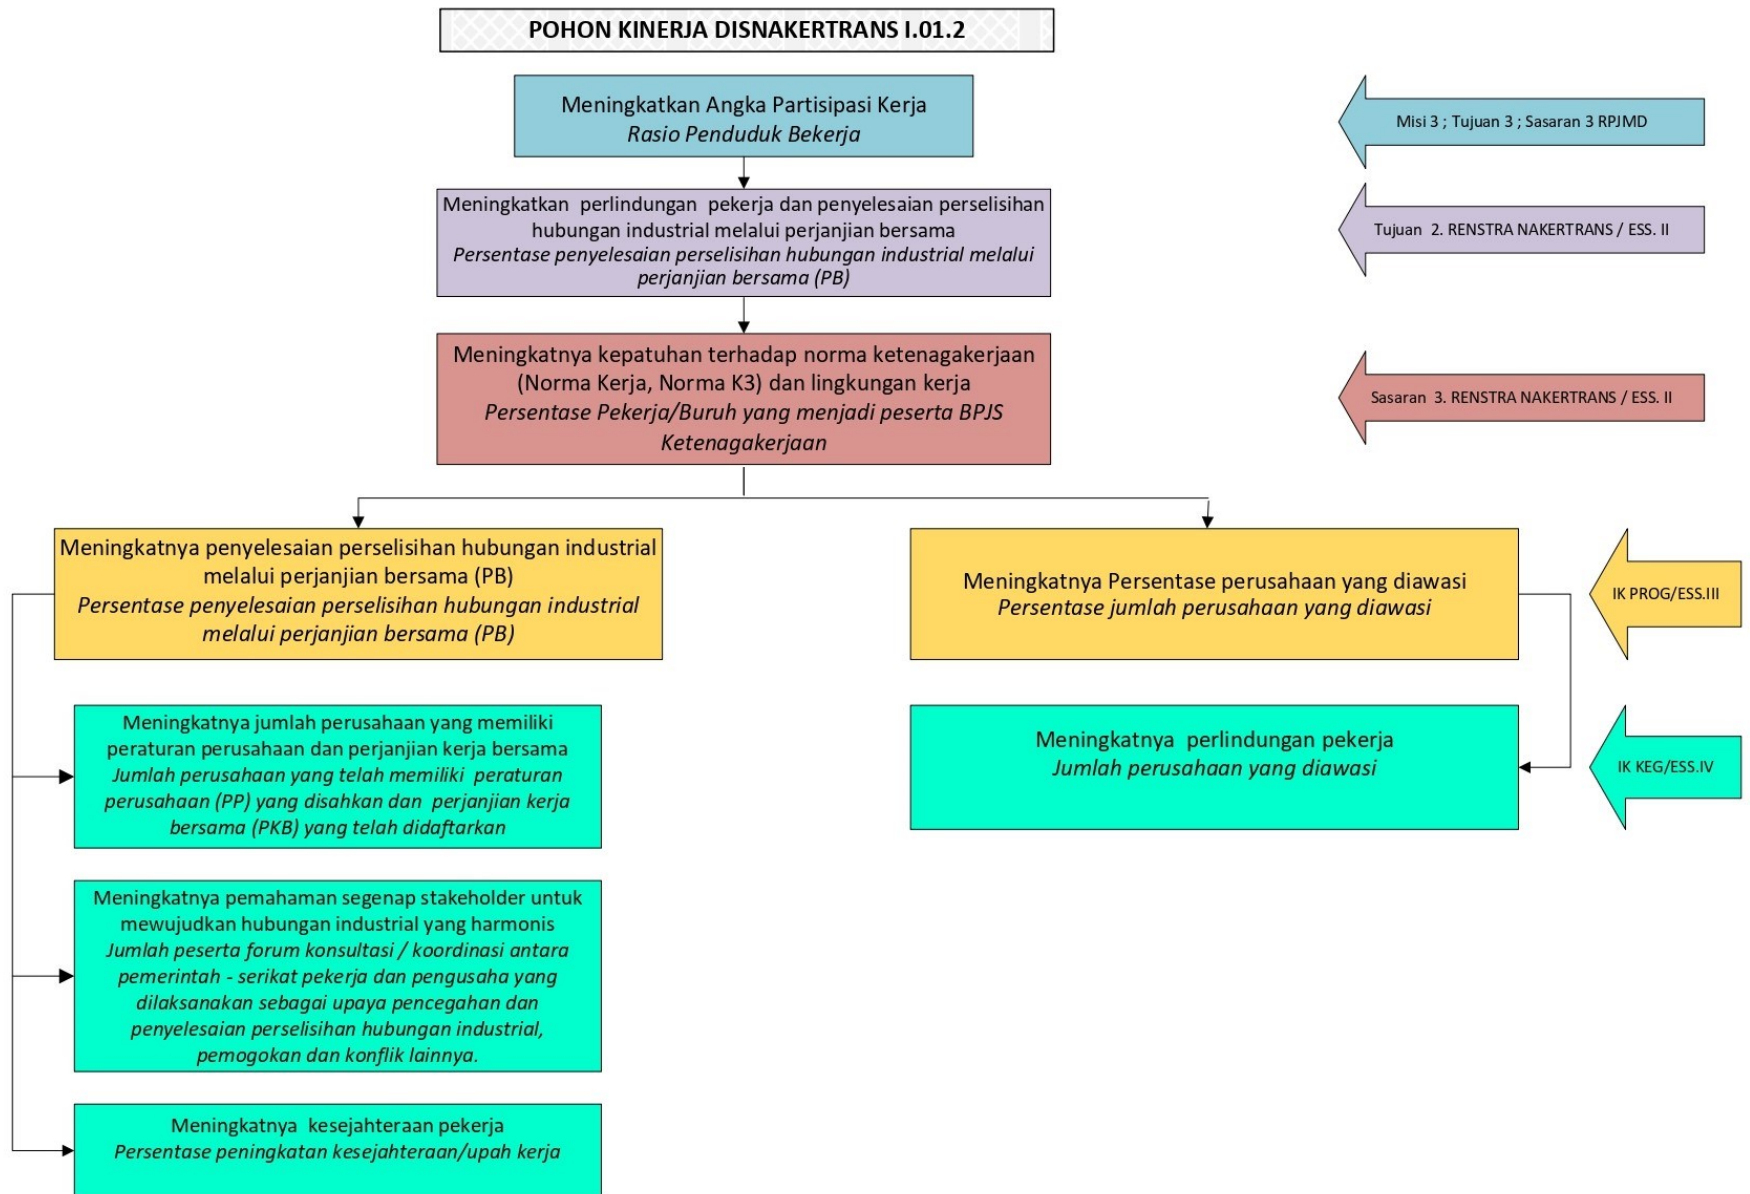 POHON KINERJA DISNAKERTRANS I.01.2
Meningkatkan Angka Partisipasi Kerja
Rasio Penduduk Bekerja
Misi 3 ; Tujuan 3 ; Sasaran 3 RPJMD
Meningkatkan perlindungan pekerja dan penyelesaian perselisihan
hubungan industrial melalui perjanjian bersama
Persentase penyelesaian perselisihan hubungan industrial melalui
perjanjian bersama (PB)
Tujuan 2. RENSTRA NAKERTRANS / ESS. II
Meningkatnya kepatuhan terhadap norma ketenagakerjaan
(Norma Kerja, Norma K3) dan lingkungan kerja
Persentase Pekerja/Buruh yang menjadi peserta BPJS
Ketenagakerjaan
Sasaran 3. RENSTRA NAKERTRANS / ESS. II
Meningkatnya penyelesaian perselisihan hubungan industrial
melalui perjanjian bersama (PB)
Persentase penyelesaian perselisihan hubungan industrial
melalui perjanjian bersama (PB)
Meningkatnya Persentase perusahaan yang diawasi
Persentase jumlah perusahaan yang diawasi
IK PROG/ESS.III
Meningkatnya jumlah perusahaan yang memiliki
peraturan perusahaan dan perjanjian kerja bersama
Jumlah perusahaan yang telah memiliki peraturan
perusahaan (PP) yang disahkan dan perjanjian kerja
bersama (PKB) yang telah didaftarkan
Meningkatnya perlindungan pekerja
Jumlah perusahaan yang diawasi
IK KEG/ESS.IV
Meningkatnya pemahaman segenap stakeholder untuk
mewujudkan hubungan industrial yang harmonis
Jumlah peserta forum konsultasi / koordinasi antara
pemerintah - serikat pekerja dan pengusaha yang
dilaksanakan sebagai upaya pencegahan dan
penyelesaian perselisihan hubungan industrial,
pemogokan dan konflik lainnya.
Meningkatnya kesejahteraan pekerja
Persentase peningkatan kesejahteraan/upah kerja